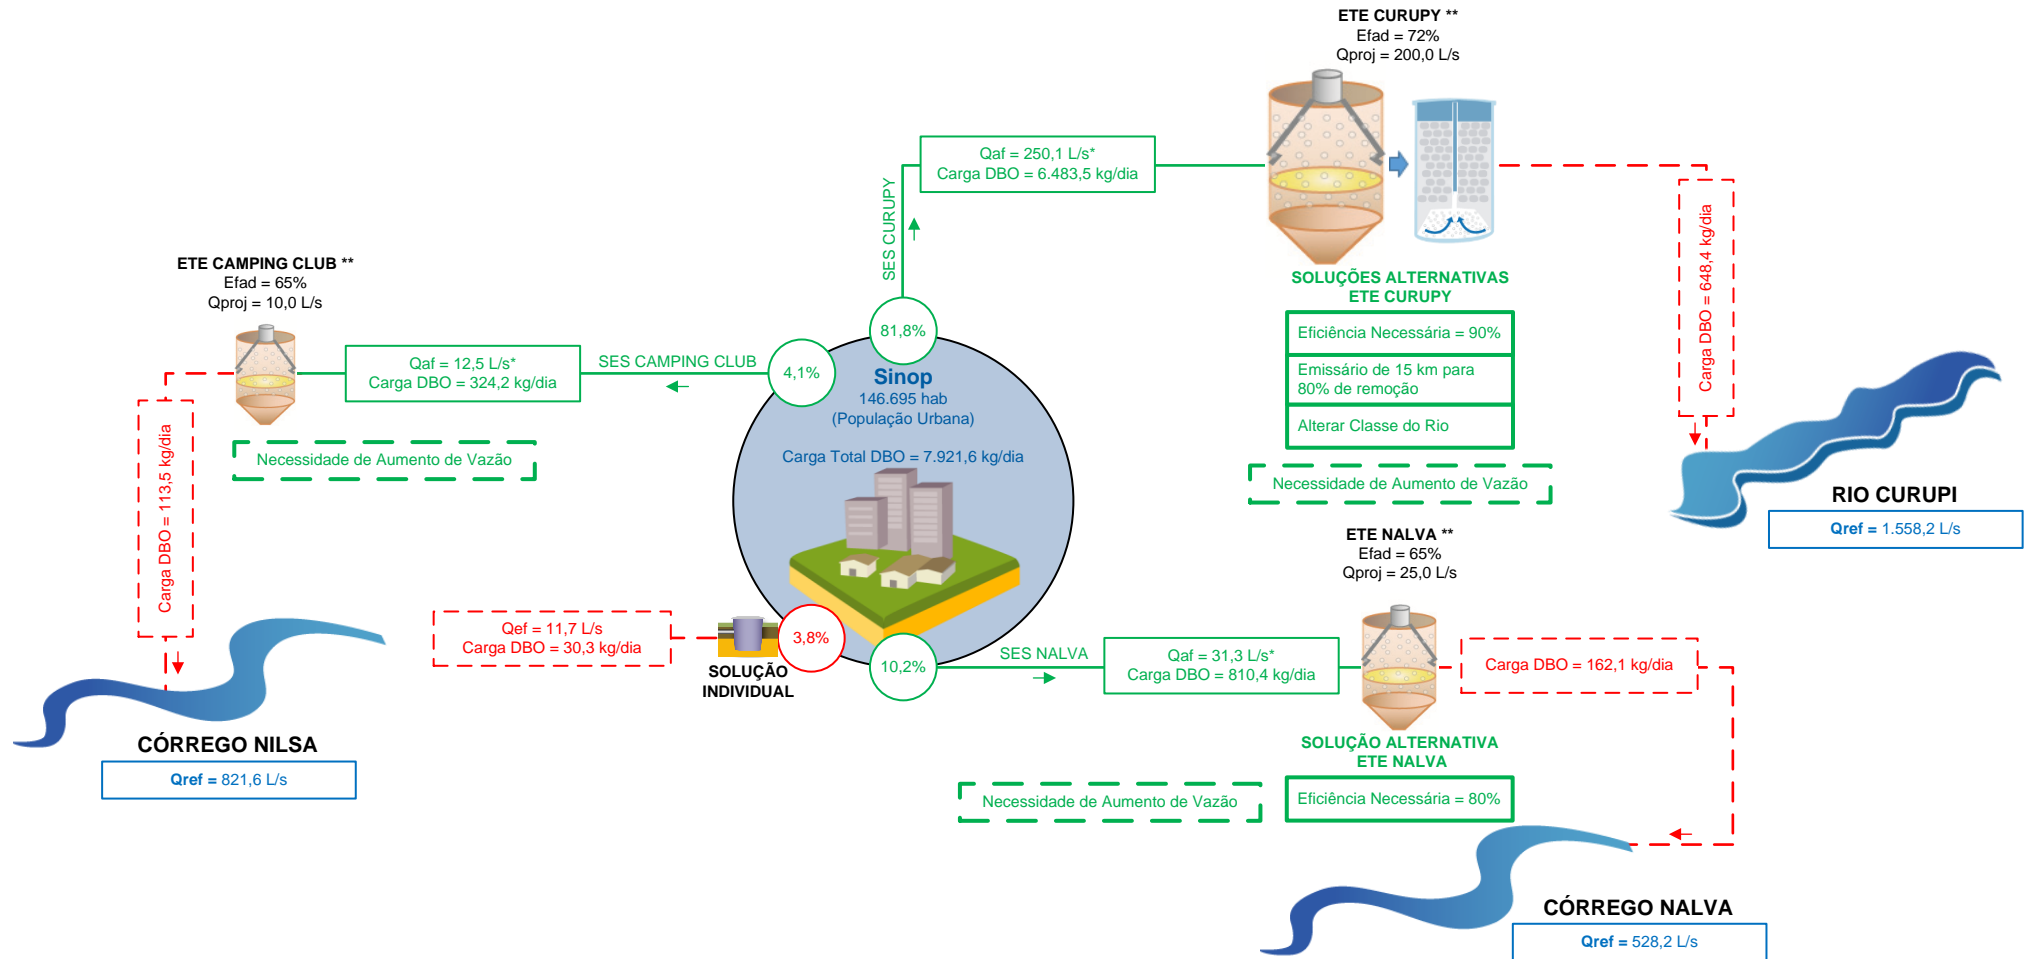 ETE CURUPY **
Efad = 72%
Qproj = 200,0 L/s
Qaf = 250,1 L/s*
Carga DBO = 6.483,5 kg/dia
SES CURUPY
Carga DBO = 648,4 kg/dia
ETE CAMPING CLUB **
Efad = 65%
Qproj = 10,0 L/s
SOLUÇÕES ALTERNATIVAS
ETE CURUPY
Eficiência Necessária = 90%
Emissário de 15 km para
80% de remoção
Alterar Classe do Rio
Necessidade de Aumento de Vazão
81,8%
Qaf = 12,5 L/s*
Carga DBO = 324,2 kg/dia
SES CAMPING CLUB
4,1%
Sinop
146.695 hab
(População Urbana)
Carga Total DBO = 7.921,6 kg/dia
Carga DBO = 113,5 kg/dia
Necessidade de Aumento de Vazão
RIO CURUPI
Qref = 1.558,2 L/s
ETE NALVA **
Efad = 65%
Qproj = 25,0 L/s
Qef = 11,7 L/s
Carga DBO = 30,3 kg/dia
SOLUÇÃO
INDIVIDUAL
3,8%
10,2%
SES NALVA
Qaf = 31,3 L/s*
Carga DBO = 810,4 kg/dia
Carga DBO = 162,1 kg/dia
CÓRREGO NILSA
Qref = 821,6 L/s
SOLUÇÃO ALTERNATIVA
ETE NALVA
Necessidade de Aumento de Vazão
Eficiência Necessária = 80%
CÓRREGO NALVA
Qref = 528,2 L/s